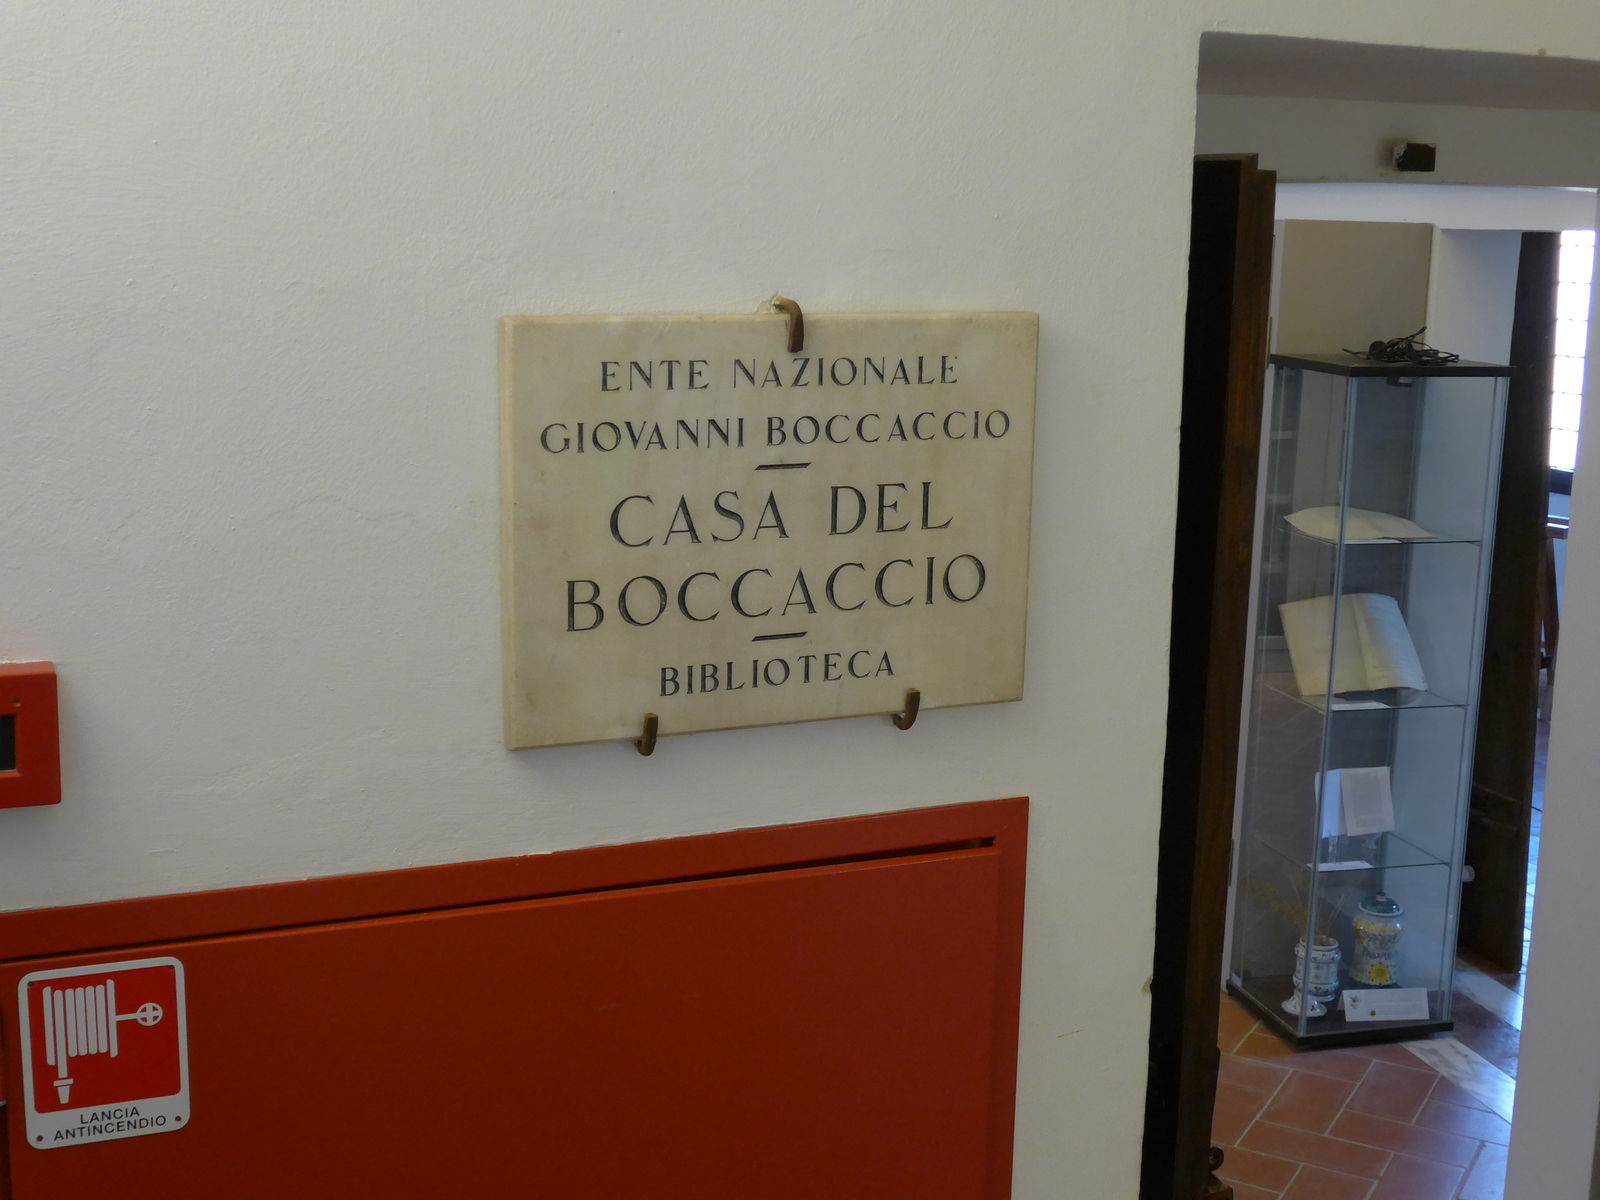 ENTE NAZIONALE
GIOVANNI BOCCACCIO
CASA DEL
BOCCACCIO
BIBLIOTECA
LANCIA
ANTINCENDIO